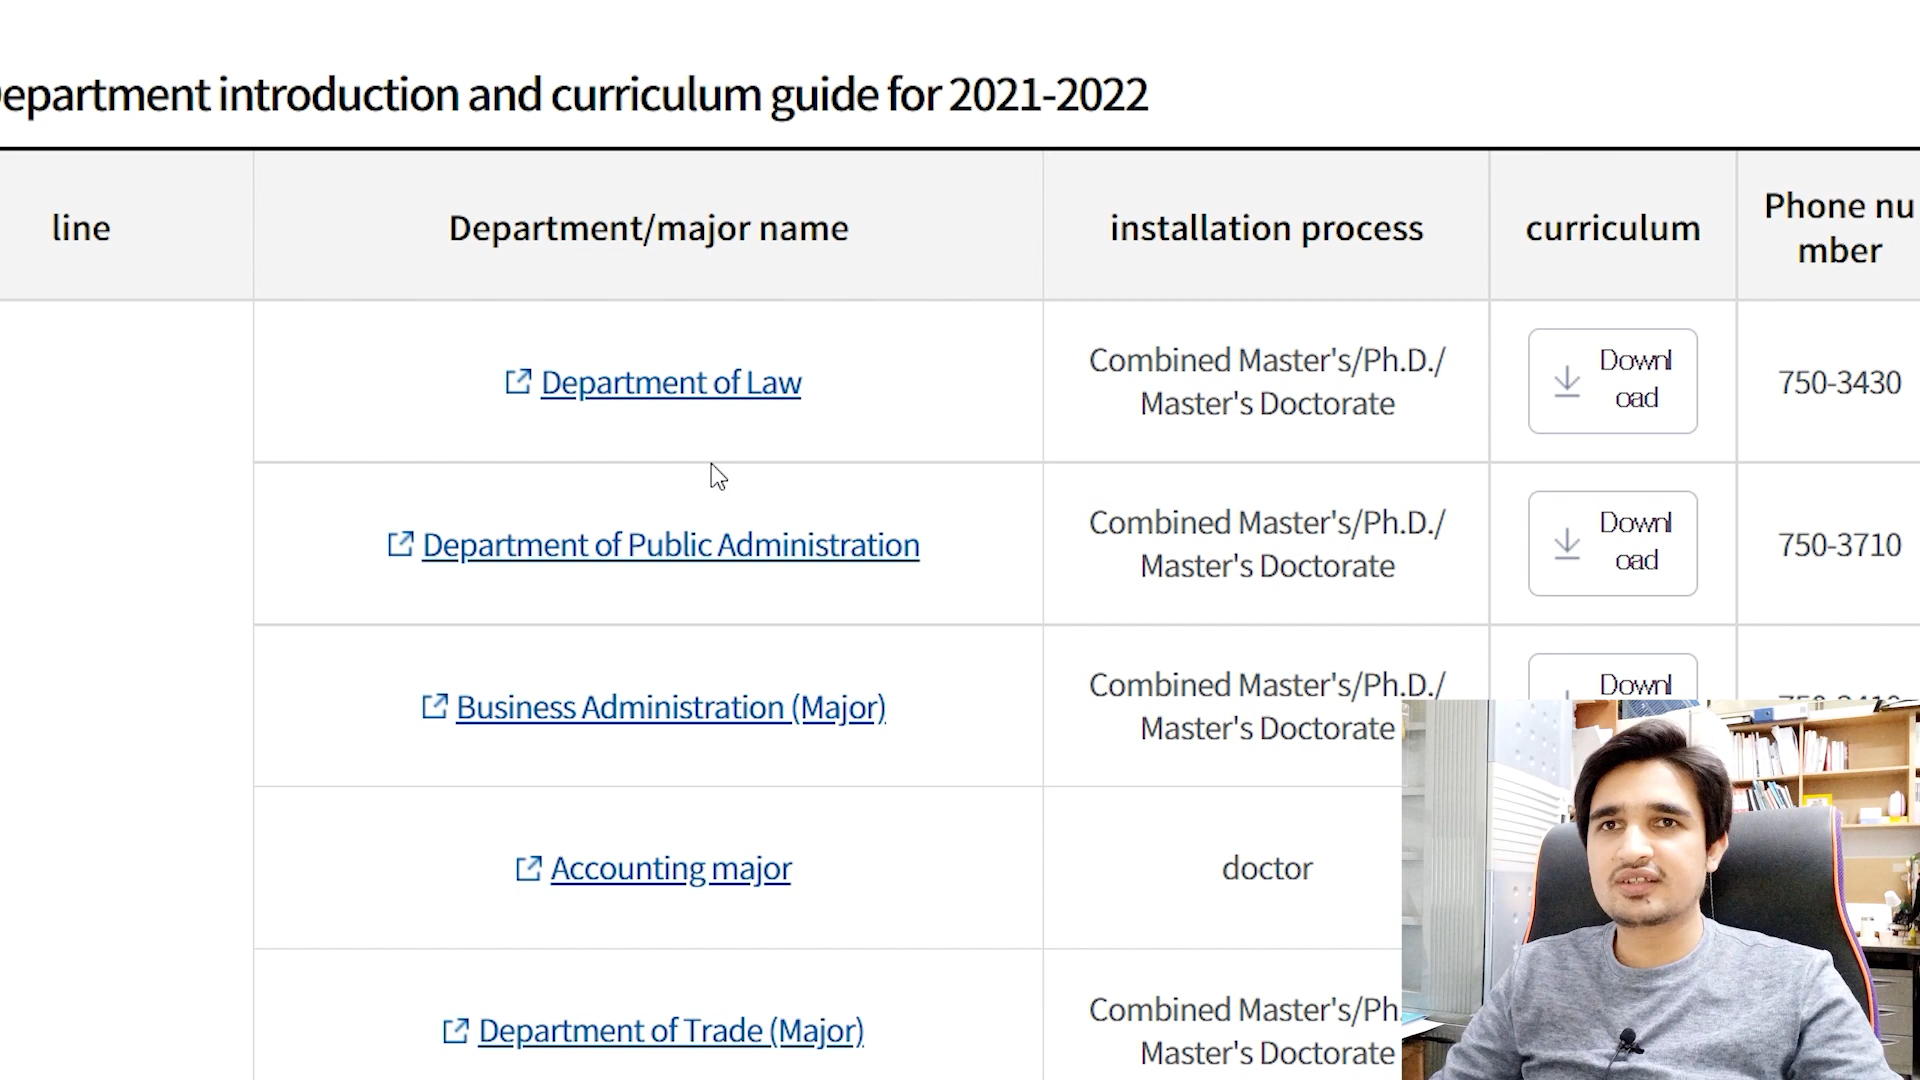 epartment introduction and curriculum guide for 2021-2022
line
Department/major name
installation process
curriculum
Phone nu
mber
Department of Law
Combined Master's/Ph.D./
Master's Doctorate
Downl
oad
750-3430
Department of Public Administration
Combined Master's/Ph.D./
Master's Doctorate
Downl
oad
750-3710
Business Administration (Major)
Combined Master's/Ph.D./
Master's Doctorate
Downl
Accounting major
doctor
Department of Trade (Major)
Combined Master's/Ph.
Master's Doctorate